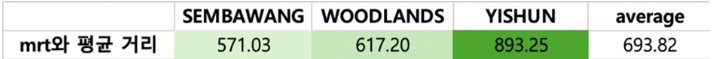 SEMBAWANG WOODLANDS YISHUN average
mrt와 평균 거리 571.03 617.20 893.25 693.82